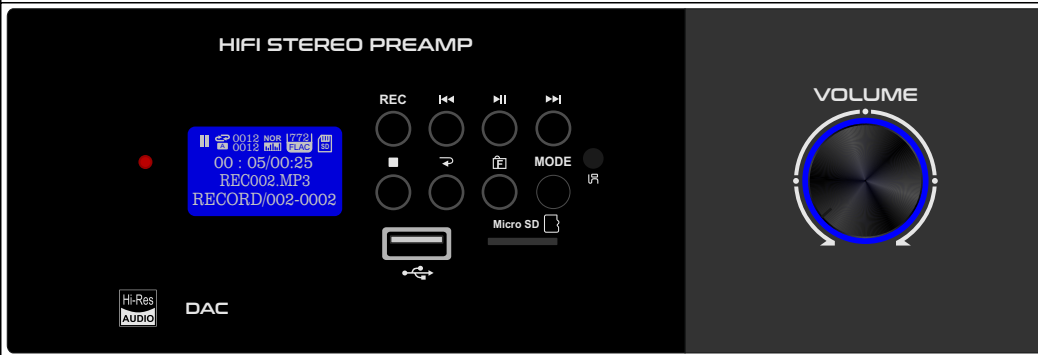 HIFI STEREO PREAMP
VOLUME
REC
0012 NOR 772
A 0012 FLAC SD
00 : 05/00:25
REC002.MP3
RECORD/002-0002
F MODE
IR
Micro SD
Hi-Res
AUDIO
DAC